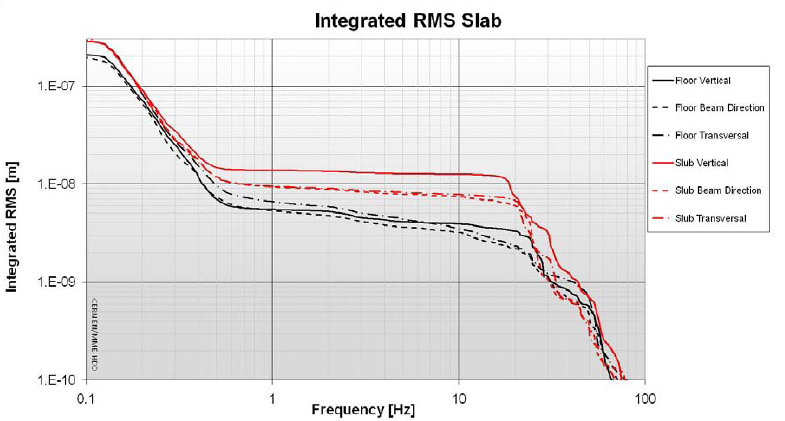 Integrated RMS Slab
Integrated RMS [m]
1.E-07
1.E-08
1.E-09
1.E-10
0.1
1
10
100
Frequency [Hz]
Floor Vertical
Floor Beam Direction
Floor Transversal
Slub Vertical
Slub Beam Direction
Slub Transversal